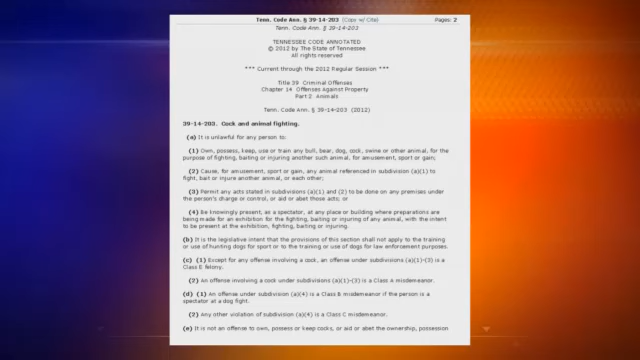 Tenn. Code Ann. § 39-14-203 (Copy w/ Cite) Pages: 2
Tenn. Code Ann. § 39-14-203
TENNESSEE CODE ANNOTATED
© 2012 by The State of Tennessee
All rights reserved
*** Current through the 2012 Regular Session ***
Title 39 Criminal Offenses
Chapter 14 Offenses Against Property
Part 2 Animals
Tenn. Code Ann. § 39-14-203 (2012)
39-14-203. Cock and animal fighting.
(a) It is unlawful for any person to:
(1) Own, possess, keep, use or train any bull, bear, dog, cock, swine or other animal, for the
purpose of fighting, baiting or injuring another such animal, for amusement, sport or gain;
(2) Cause, for amusement, sport or gain, any animal referenced in subdivision (a)(1) to
fight, bait or injure another animal, or each other;
(3) Permit any acts stated in subdivisions (a)(1) and (2) to be done on any premises under
the person's charge or control, or aid or abet those acts; or
(4) Be knowingly present, as a spectator, at any place or building where preparations are
being made for an exhibition for the fighting, baiting or injuring of any animal, with the intent
to be present at the exhibition, fighting, baiting or injuring.
(b) It is the legislative intent that the provisions of this section shall not apply to the training
or use of hunting dogs for sport or to the training or use of dogs for law enforcement purposes.
(c) (1) Except for any offense involving a cock, an offense under subdivisions (a)(1)-(3) is a
Class E felony.
(2) An offense involving a cock under subdivisions (a)(1)-(3) is a Class A misdemeanor.
(d) (1) An offense under subdivision (a)(4) is a Class B misdemeanor if the person is a
spectator at a dog fight.
(2) Any other violation of subdivision (a)(4) is a Class C misdemeanor.
(e) It is not an offense to own, possess or keep cocks, or aid or abet the ownership, possession